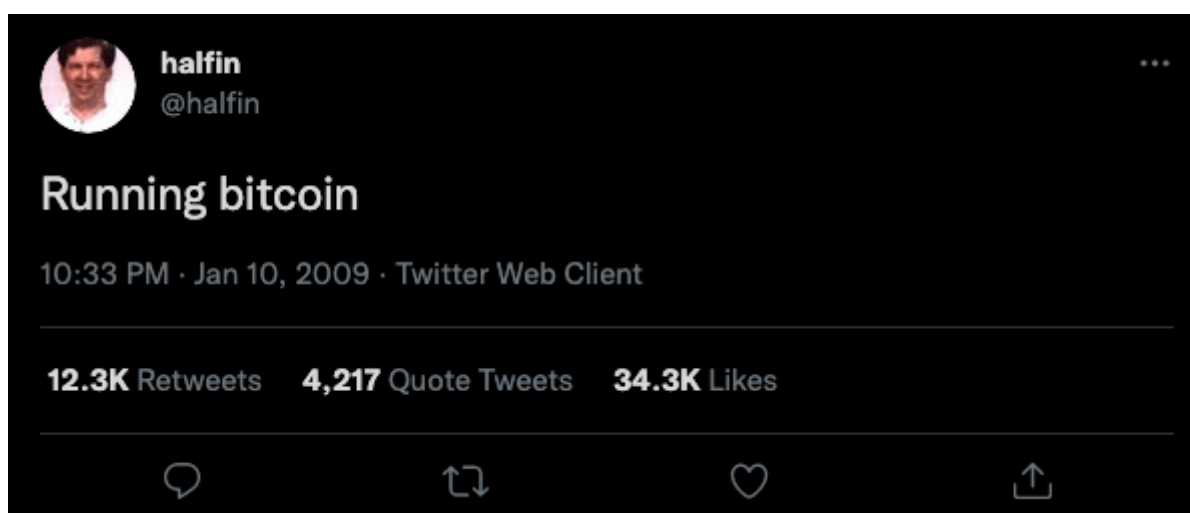 halfin
@halfin
Running bitcoin
10:33 PM · Jan 10, 2009 · Twitter Web Client
12.3K Retweets 4,217 Quote Tweets 34.3K Likes